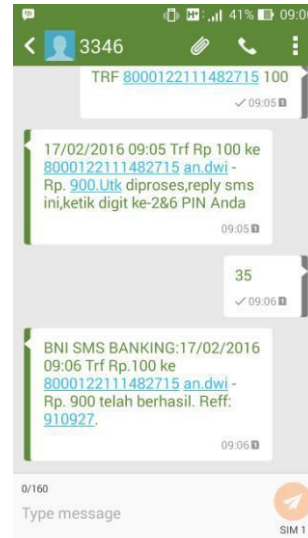 41% 09:06
3346
TRF 8000122111482715 100
09:05
17/02/2016 09:05 Trf Rp 100 ke
8000122111482715 an.dwi -
Rp. 900.Utk diproses,reply sms
ini,ketik digit ke-2&6 PIN Anda
09:05
35
09:06
BNI SMS BANKING:17/02/2016
09:06 Trf Rp.100 ke
8000122111482715 an.dwi -
Rp. 900 telah berhasil. Reff:
910927.
09:06
0/160
Type message
SIM 1